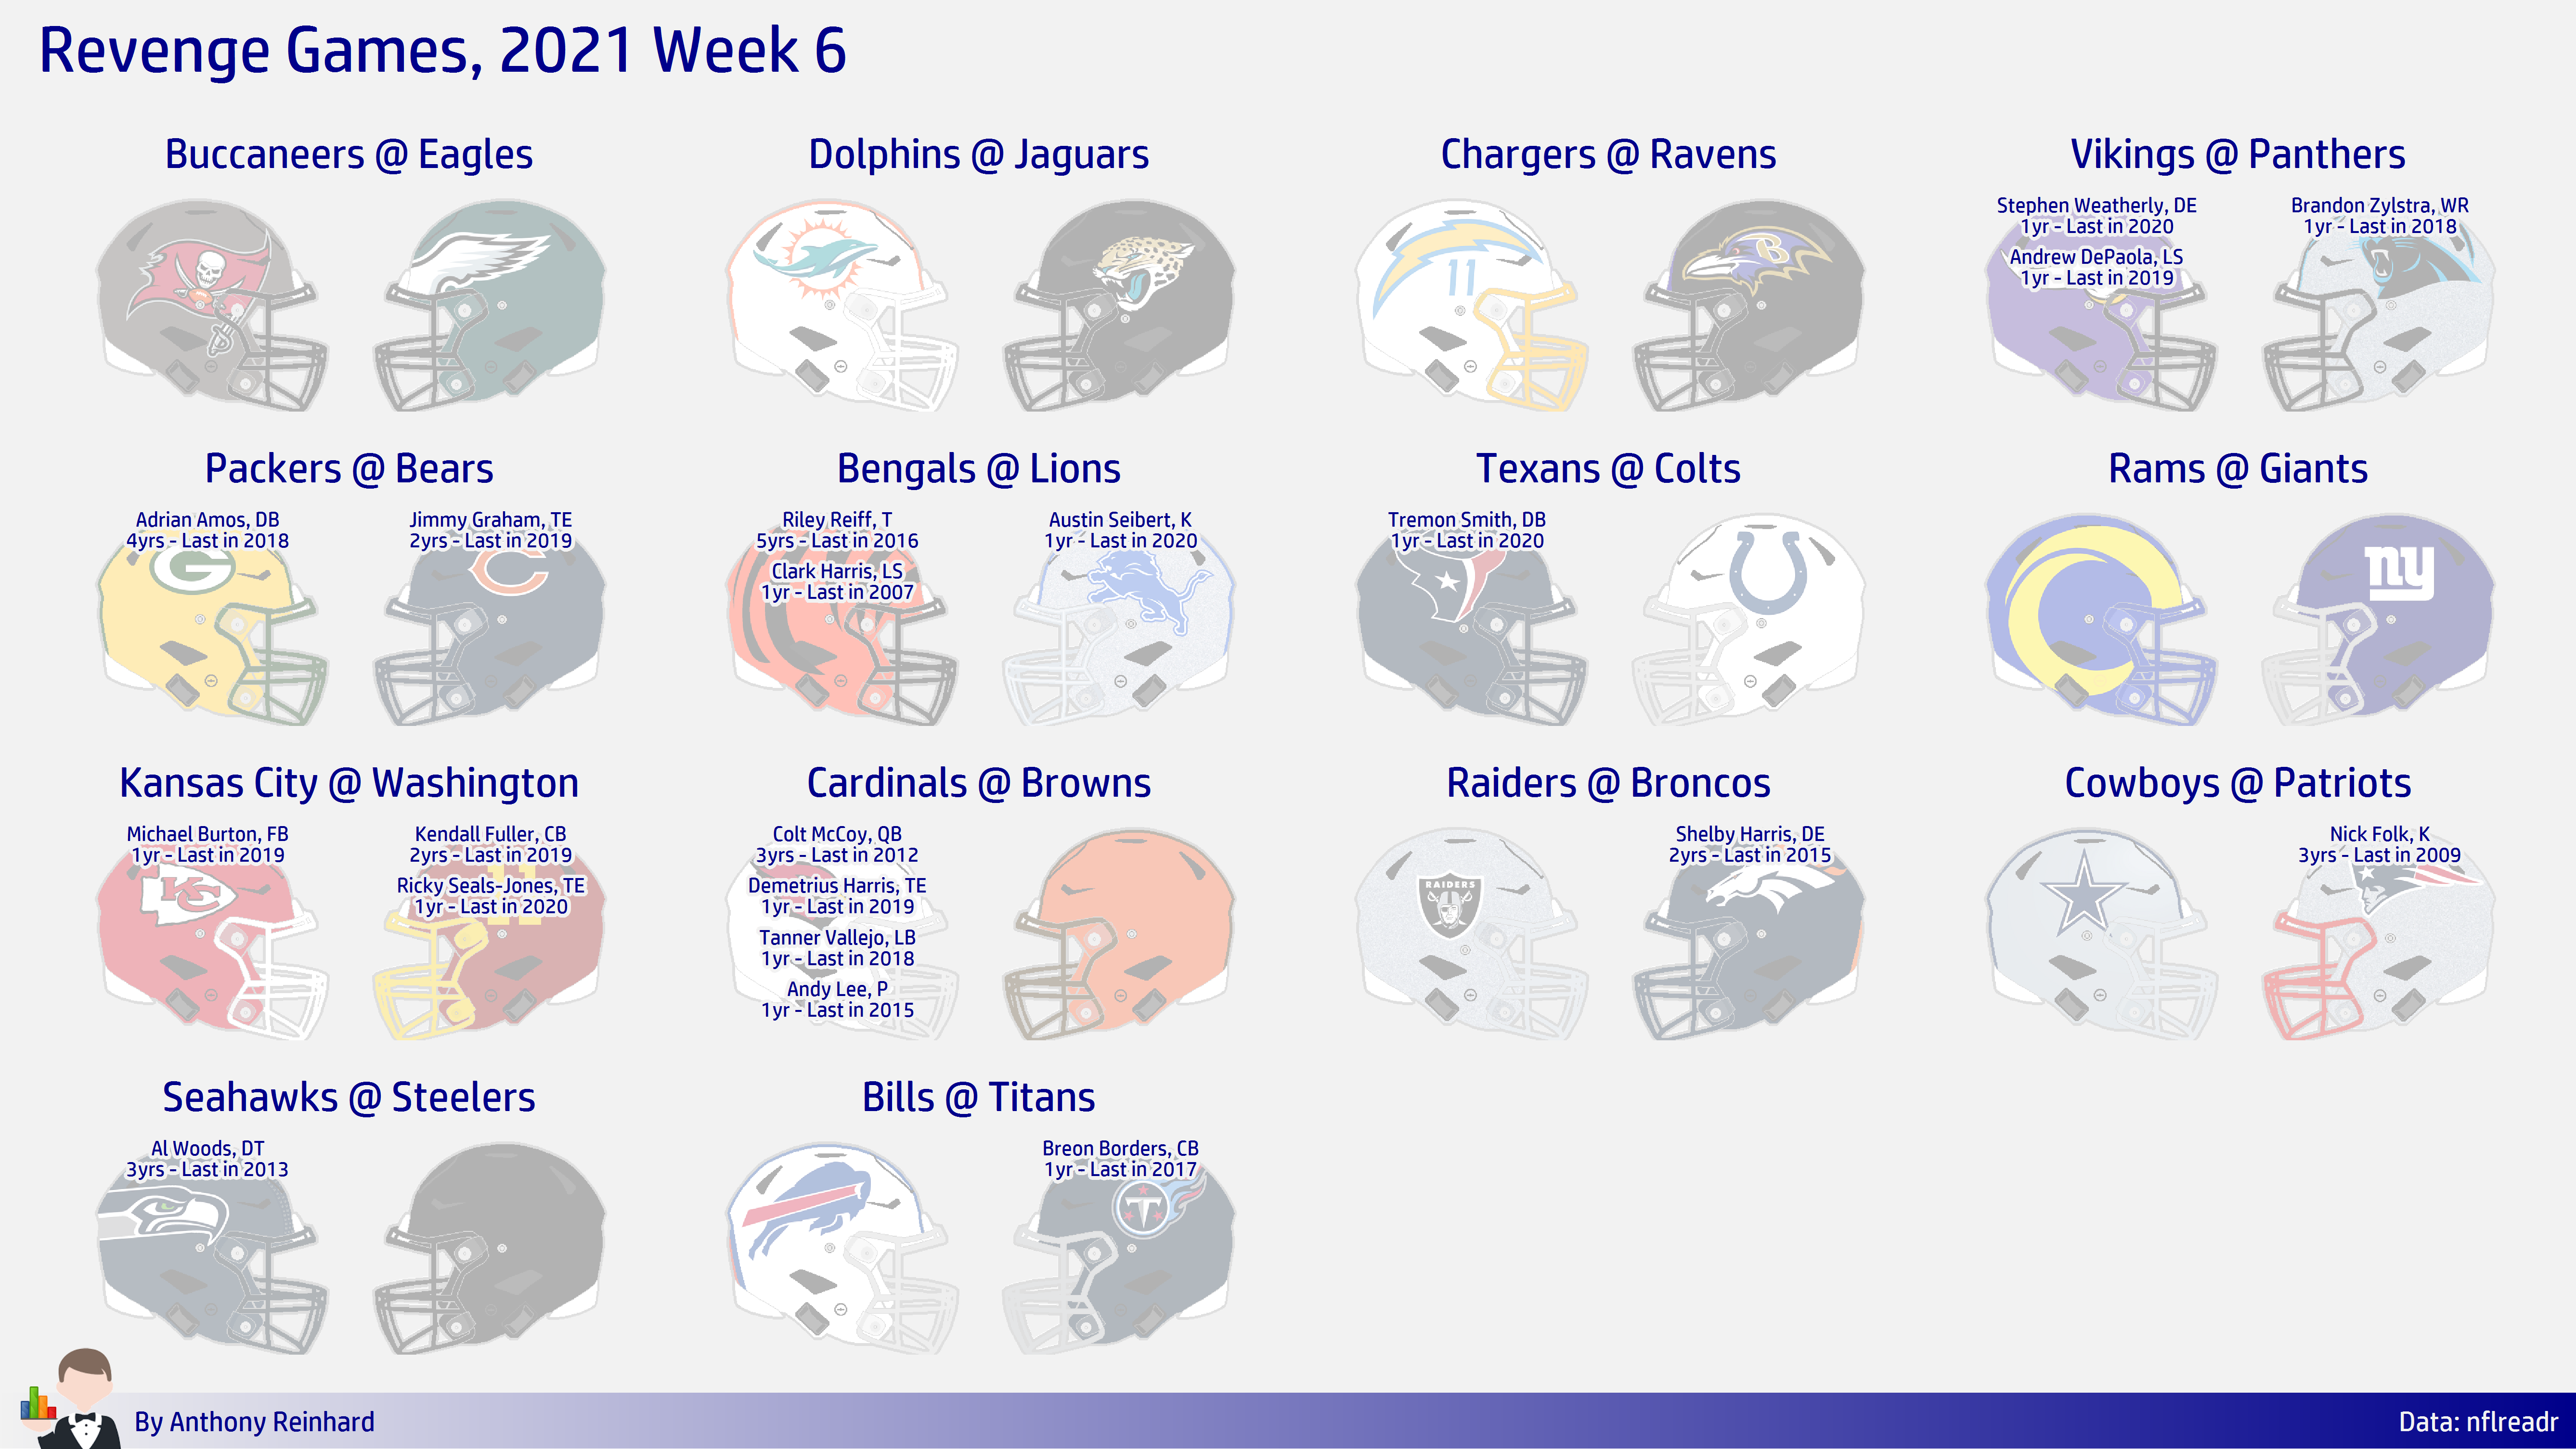 Revenge Games, 2021 Week 6
Buccaneers @ Eagles
Dolphins @ Jaguars
Chargers @ Ravens
11
Vikings @ Panthers
Stephen Weatherly, DE
1yr - Last in 2020
Andrew DePaola, LS
1yr - Last in 2019
Brandon Zylstra, WR
1yr - Last in 2018
Packers @ Bears
Adrian Amos, DB
4yrs - Last in 2018
G
Jimmy Graham, TE
2yrs - Last in 2019
C
Bengals @ Lions
Riley Reiff, T
5yrs - Last in 2016
Clark Harris, LS
1yr - Last in 2007
Austin Seibert, K
1yr - Last in 2020
Texans @ Colts
Tremon Smith, DB
1yr - Last in 2020
Rams @ Giants
ny
Kansas City @ Washington
Michael Burton, FB
1yr - Last in 2019
KC
Kendall Fuller, CB
2yrs - Last in 2019
Ricky Seals-Jones, TE
1yr - Last in 2020
Cardinals @ Browns
Colt McCoy, QB
3yrs - Last in 2012
Demetrius Harris, TE
1yr - Last in 2019
Tanner Vallejo, LB
1yr - Last in 2018
Andy Lee, P
1yr - Last in 2015
Raiders @ Broncos
RAIDERS
Shelby Harris, DE
2yrs - Last in 2015
Cowboys @ Patriots
Nick Folk, K
3yrs - Last in 2009
Seahawks @ Steelers
Al Woods, DT
3yrs - Last in 2013
Bills @ Titans
Breon Borders, CB
1yr - Last in 2017
T
By Anthony Reinhard
Data: nflreadr